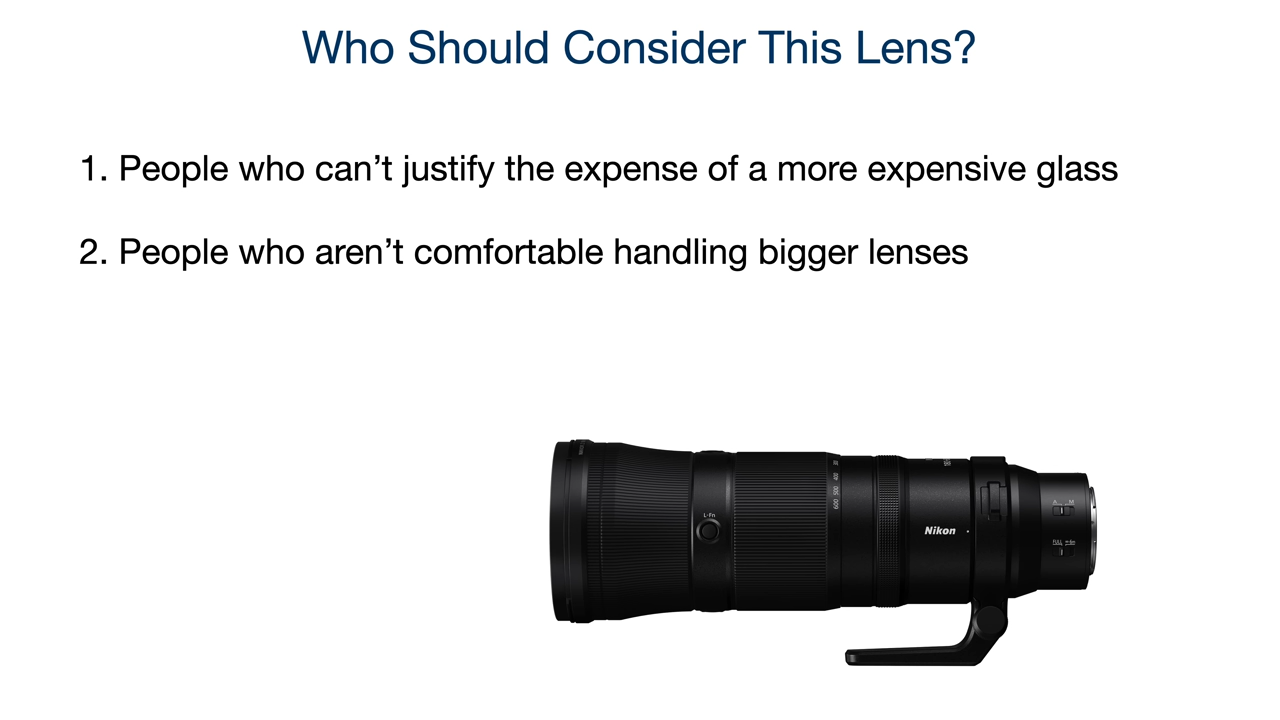 Who Should Consider This Lens?
1. People who can’t justify the expense of a more expensive glass
2. People who aren’t comfortable handling bigger lenses
600 500 400
L-Fn
Nikon
A M
FULL